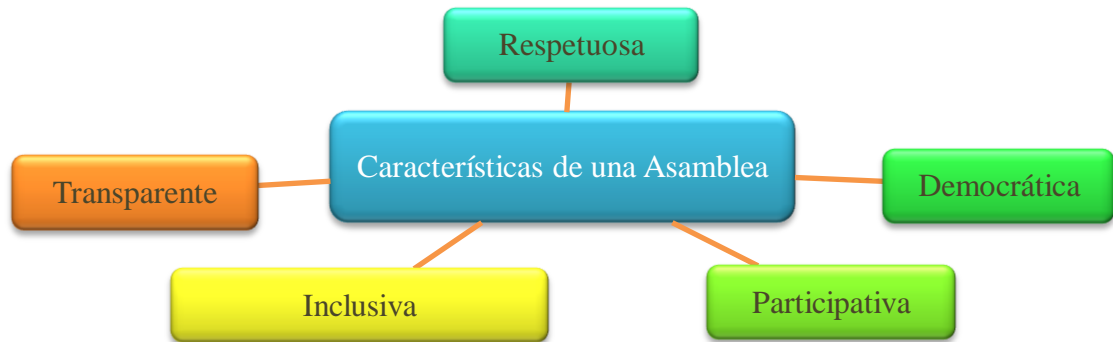 Respetuosa
Características de una Asamblea
Transparente
Democrática
Inclusiva
Participativa